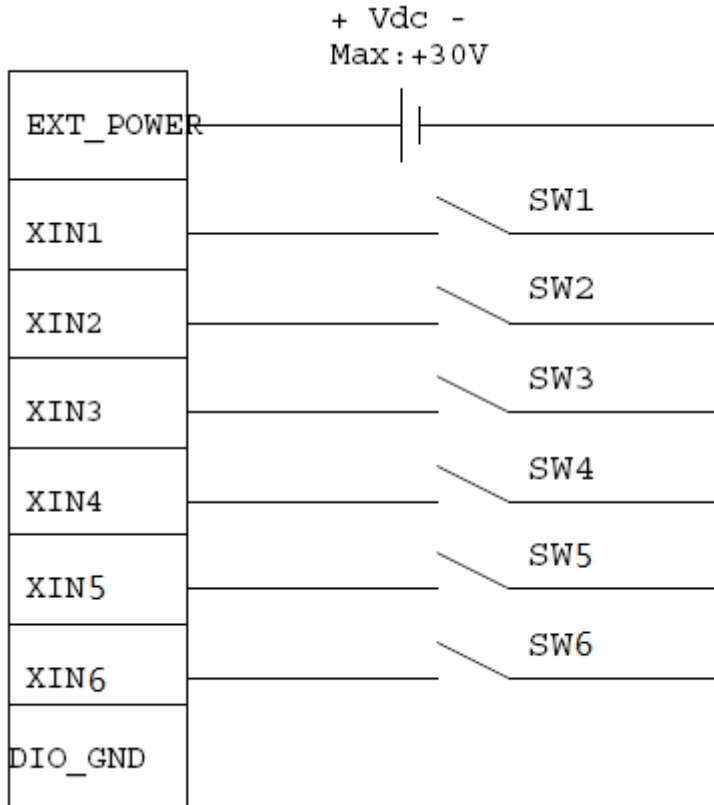 + Vdc -
Max:+30V
EXT_POWER
SW1
XIN1
SW2
XIN2
SW3
XIN3
SW4
XIN4
SW5
XIN5
SW6
XIN6
DIO_GND